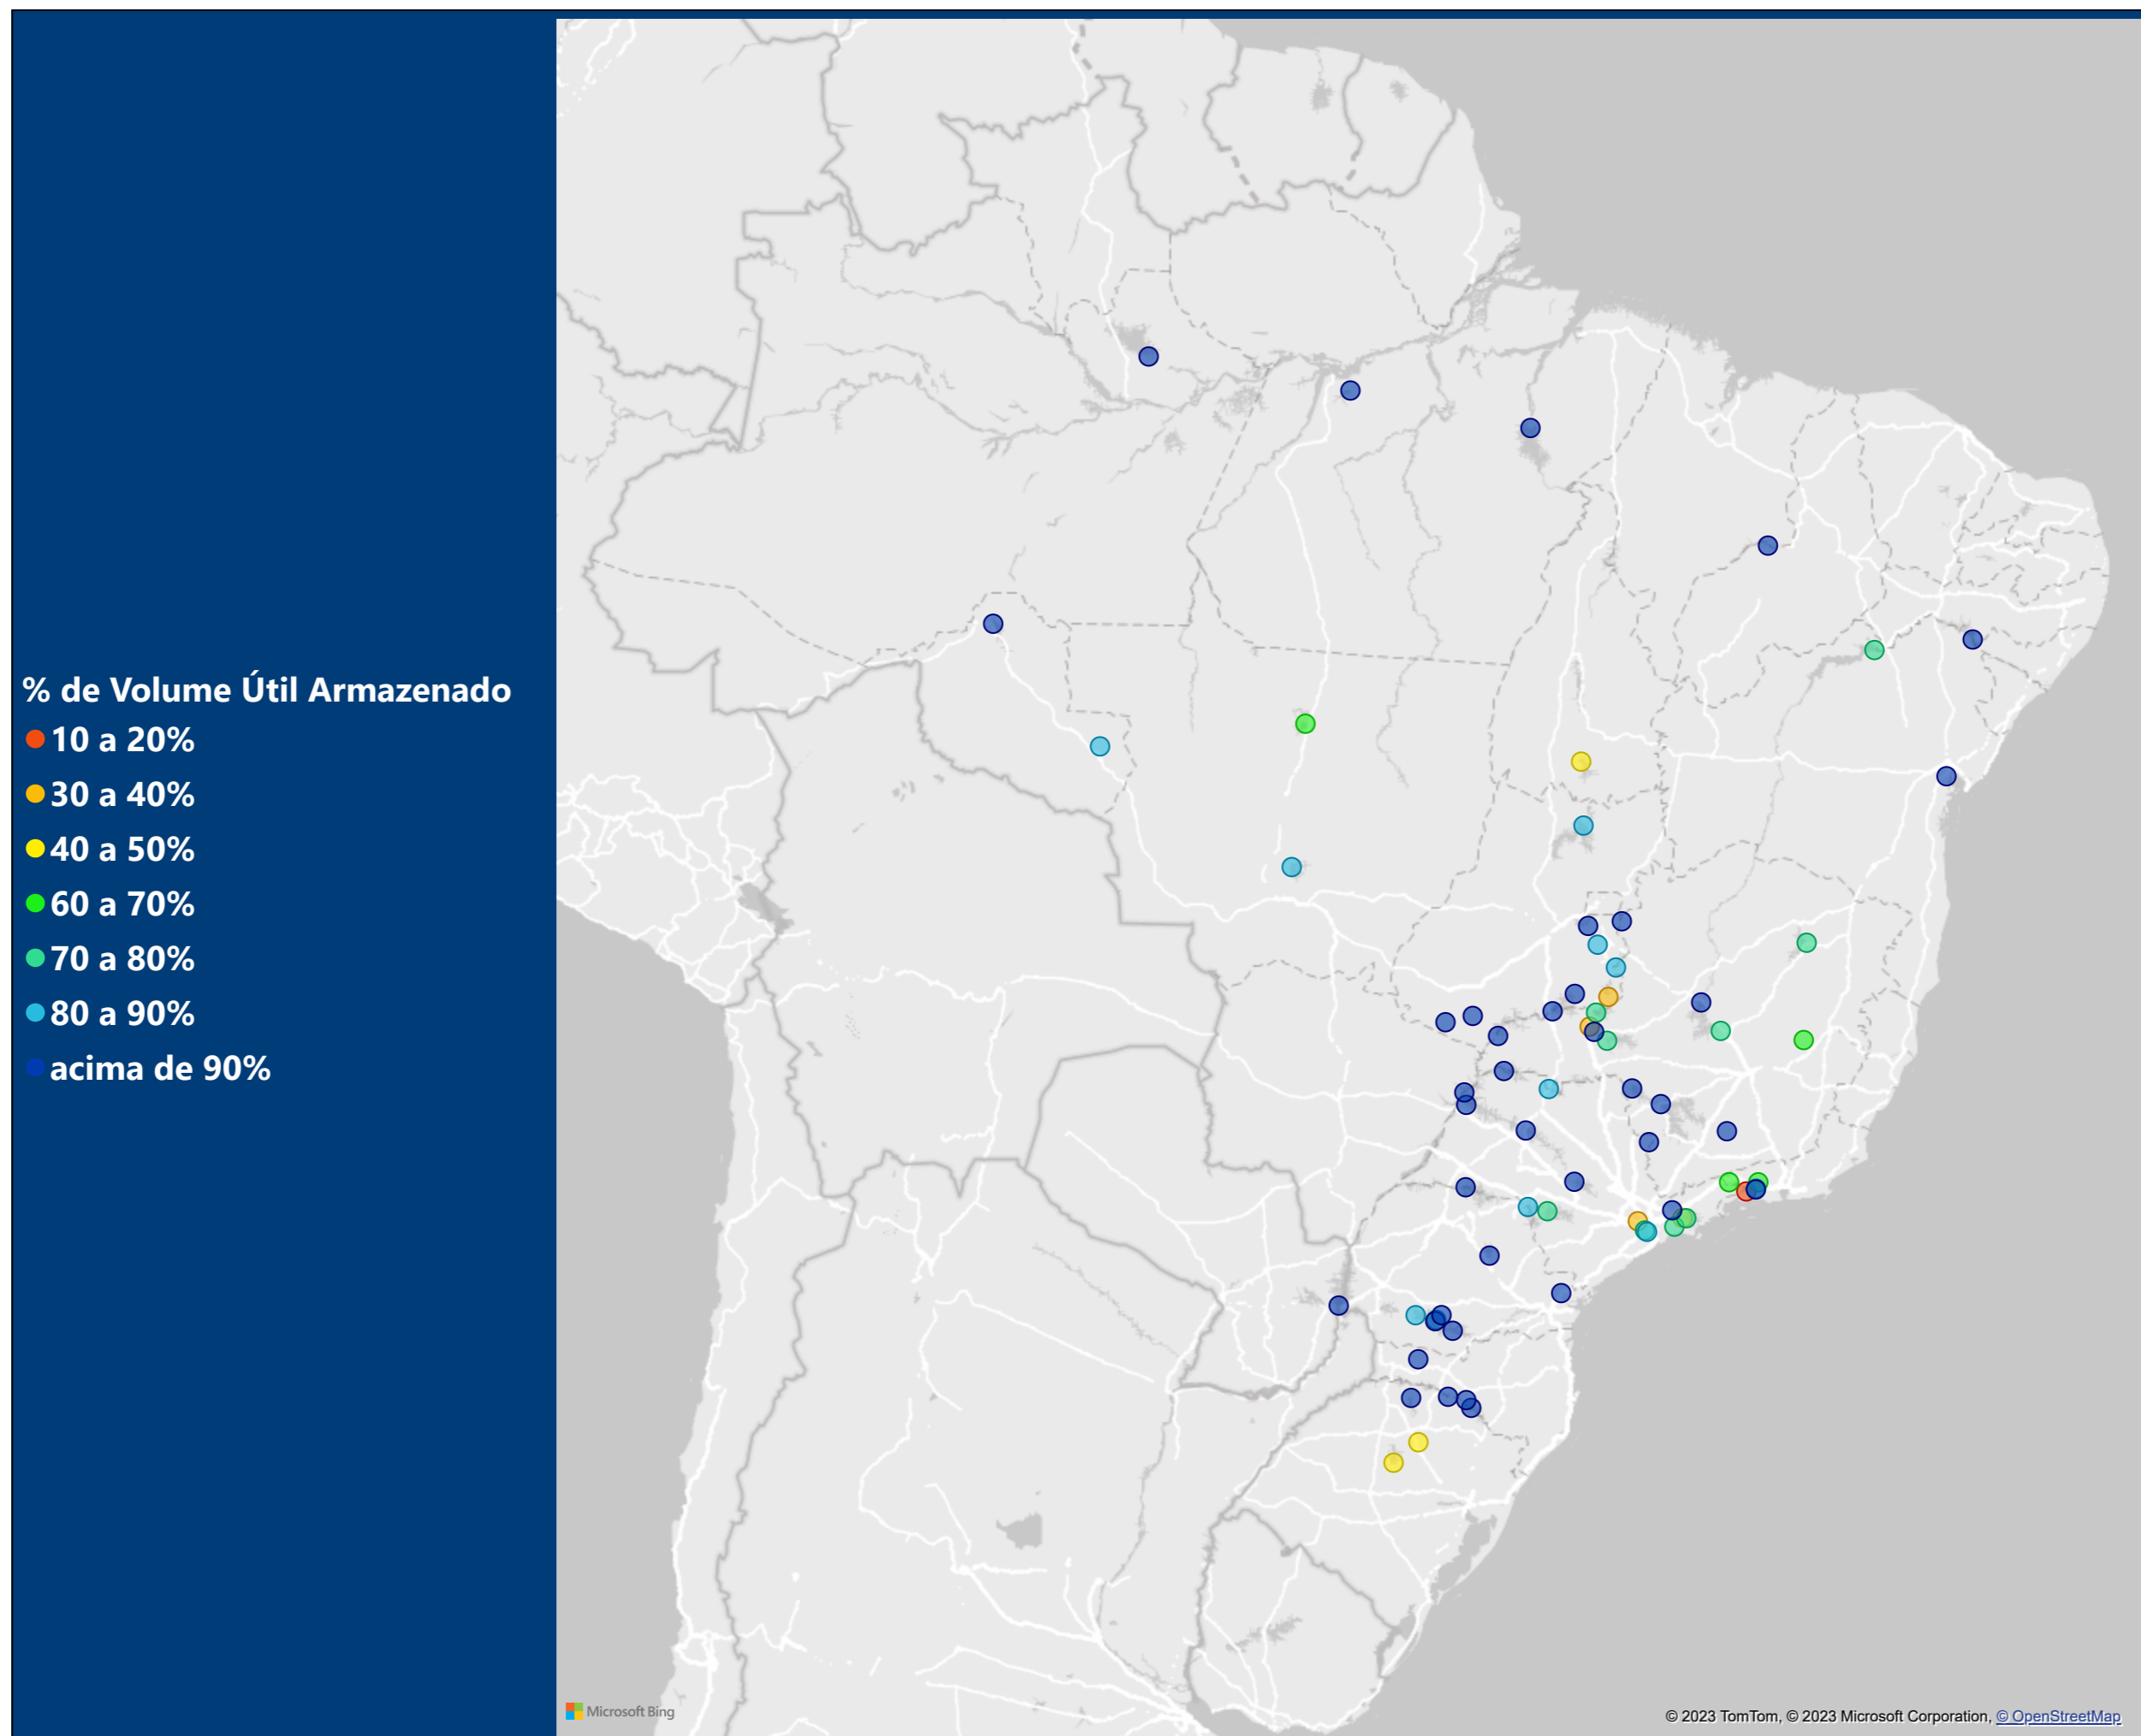 % de Volume Útil Armazenado
10 a 20%
30 a 40%
40 a 50%
60 a 70%
70 a 80%
80 a 90%
acima de 90%
Microsoft Bing
© 2023 TomTom, © 2023 Microsoft Corporation, © OpenStreetMap